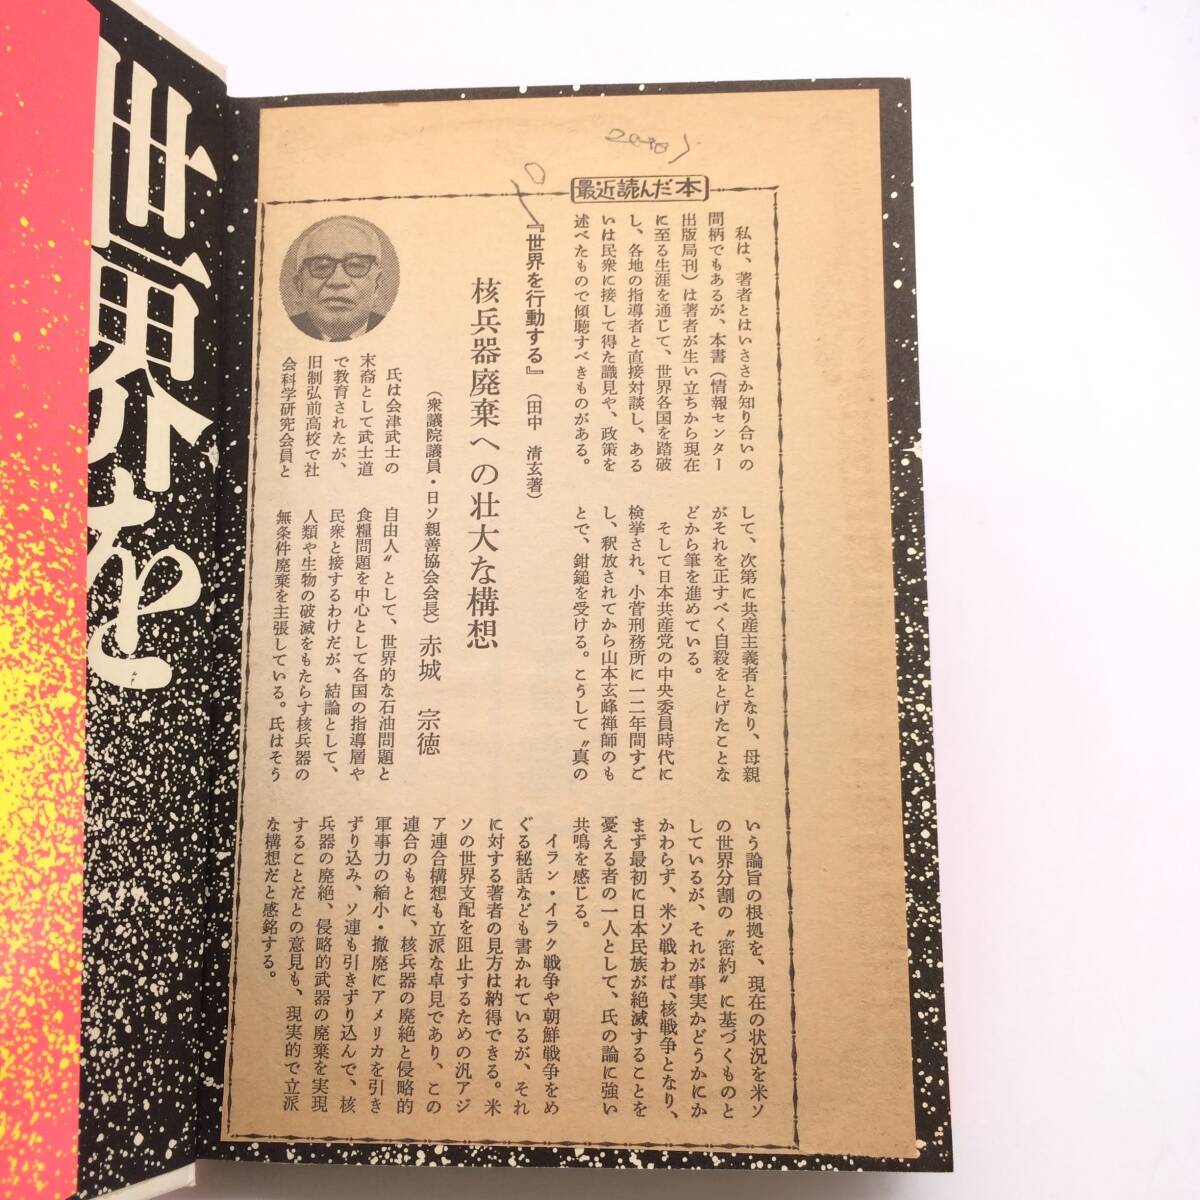 世界を
最近読んだ本
『世界を行動する』(田中 清玄著)
核兵器廃棄への壮大な構想
(衆議院議員・日ソ親善協会会長)赤城 宗徳
私は、著者とはいささか知り合いの
間柄でもあるが、本書(情報センター
出版局刊)は著者が生い立ちから現在
に至る生涯を通じて、世界各国を踏破
し、各地の指導者と直接対談し、ある
いは民衆に接して得た識見や、政策を
述べたもので傾聴すべきものがある。
氏は会津武士の
末裔として武士道
で教育されたが、
旧制弘前高校で社
会科学研究会員と
して、次第に共産主義者となり、母親
がそれを正すべく自殺をとげたことな
どから筆を進めている。
そして日本共産党の中央委員時代に
検挙され、小菅刑務所に一二年間すご
し、釈放されてから山本玄峰禅師のも
とで、鉗鎚を受ける。こうして〝真の
自由人〟として、世界的な石油問題と
食糧問題を中心として各国の指導層や
民衆と接するわけだが、結論として、
人類や生物の破滅をもたらす核兵器の
無条件廃棄を主張している。氏はそう
いう論旨の根拠を、現在の状況を米ソ
の世界分割の〝密約〟に基づくものと
しているが、それが事実かどうかにか
かわらず、米ソ戦わば、核戦争となり、
まず最初に日本民族が絶滅することを
憂える者の一人として、氏の論に強い
共鳴を感じる。
イラン・イラク戦争や朝鮮戦争をめ
ぐる秘話なども書かれているが、それ
に対する著者の見方は納得できる。米
ソの世界支配を阻止するための汎アジ
ア連合構想も立派な卓見であり、この
連合のもとに、核兵器の廃絶と侵略的
軍事力の縮小・撤廃にアメリカを引き
ずり込み、ソ連も引きずり込んで、核
兵器の廃絶、侵略的武器の廃棄を実現
することだとの意見も、現実的で立派
な構想だと感銘する。